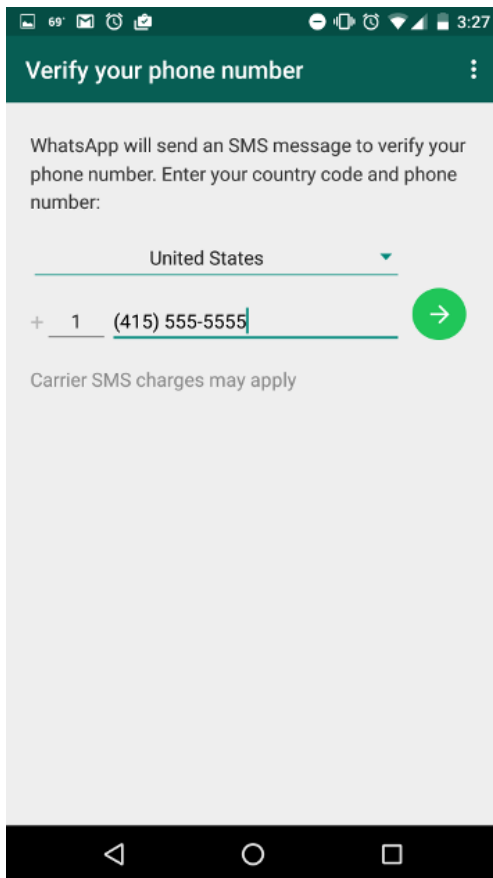 69° 3:27
Verify your phone number
WhatsApp will send an SMS message to verify your
phone number. Enter your country code and phone
number:
United States
+ 1 (415) 555-5555
Carrier SMS charges may apply